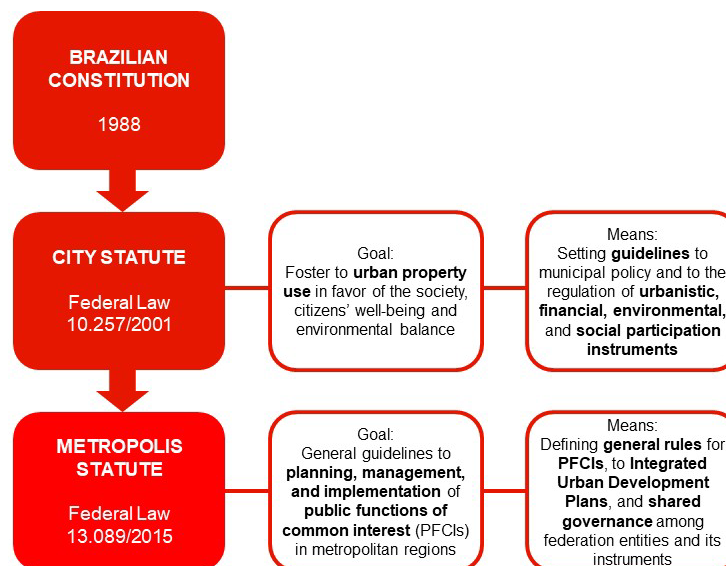 BRAZILIAN
CONSTITUTION
1988
CITY STATUTE
Federal Law
10.257/2001
Goal:
Foster to urban property
use in favor of the society,
citizens' well-being and
environmental balance
Means:
Setting guidelines to
municipal policy and to the
regulation of urbanistic,
financial, environmental,
and social participation
instruments
METROPOLIS
STATUTE
Federal Law
13.089/2015
Goal:
General guidelines to
planning, management,
and implementation of
public functions of
common interest (PFCIs)
in metropolitan regions
Means:
Defining general rules for
PFCIs, to Integrated
Urban Development
Plans, and shared
governance among
federation entities and its
instruments